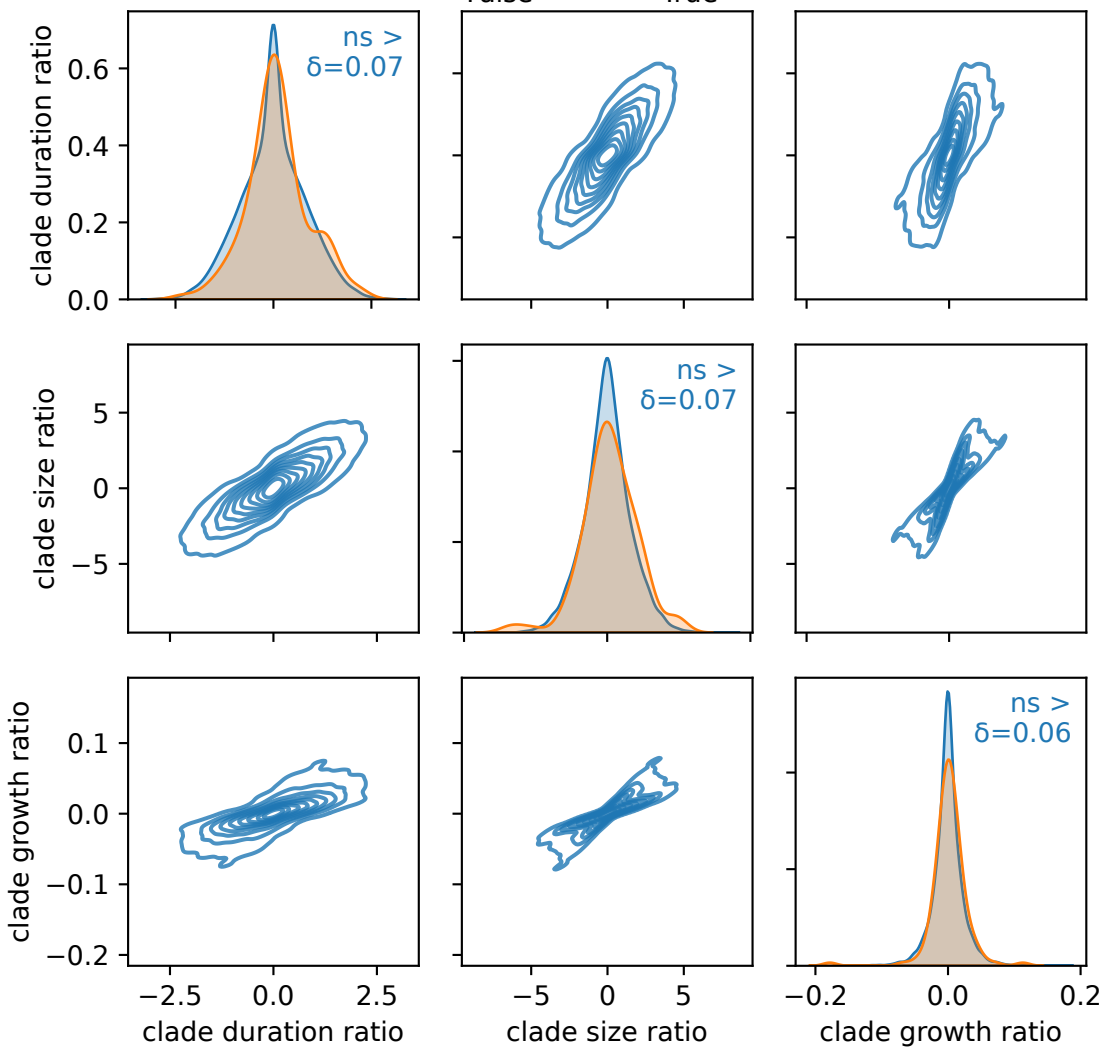 False True
clade duration ratio
0.6
0.4
0.2
0.0
ns >
δ=0.07
clade size ratio
5
0
−5
ns >
δ=0.07
clade growth ratio
0.1
0.0
−0.1
−0.2
ns >
δ=0.06
−2.5 0.0 2.5
clade duration ratio
−5 0 5
clade size ratio
−0.2 0.0 0.2
clade growth ratio